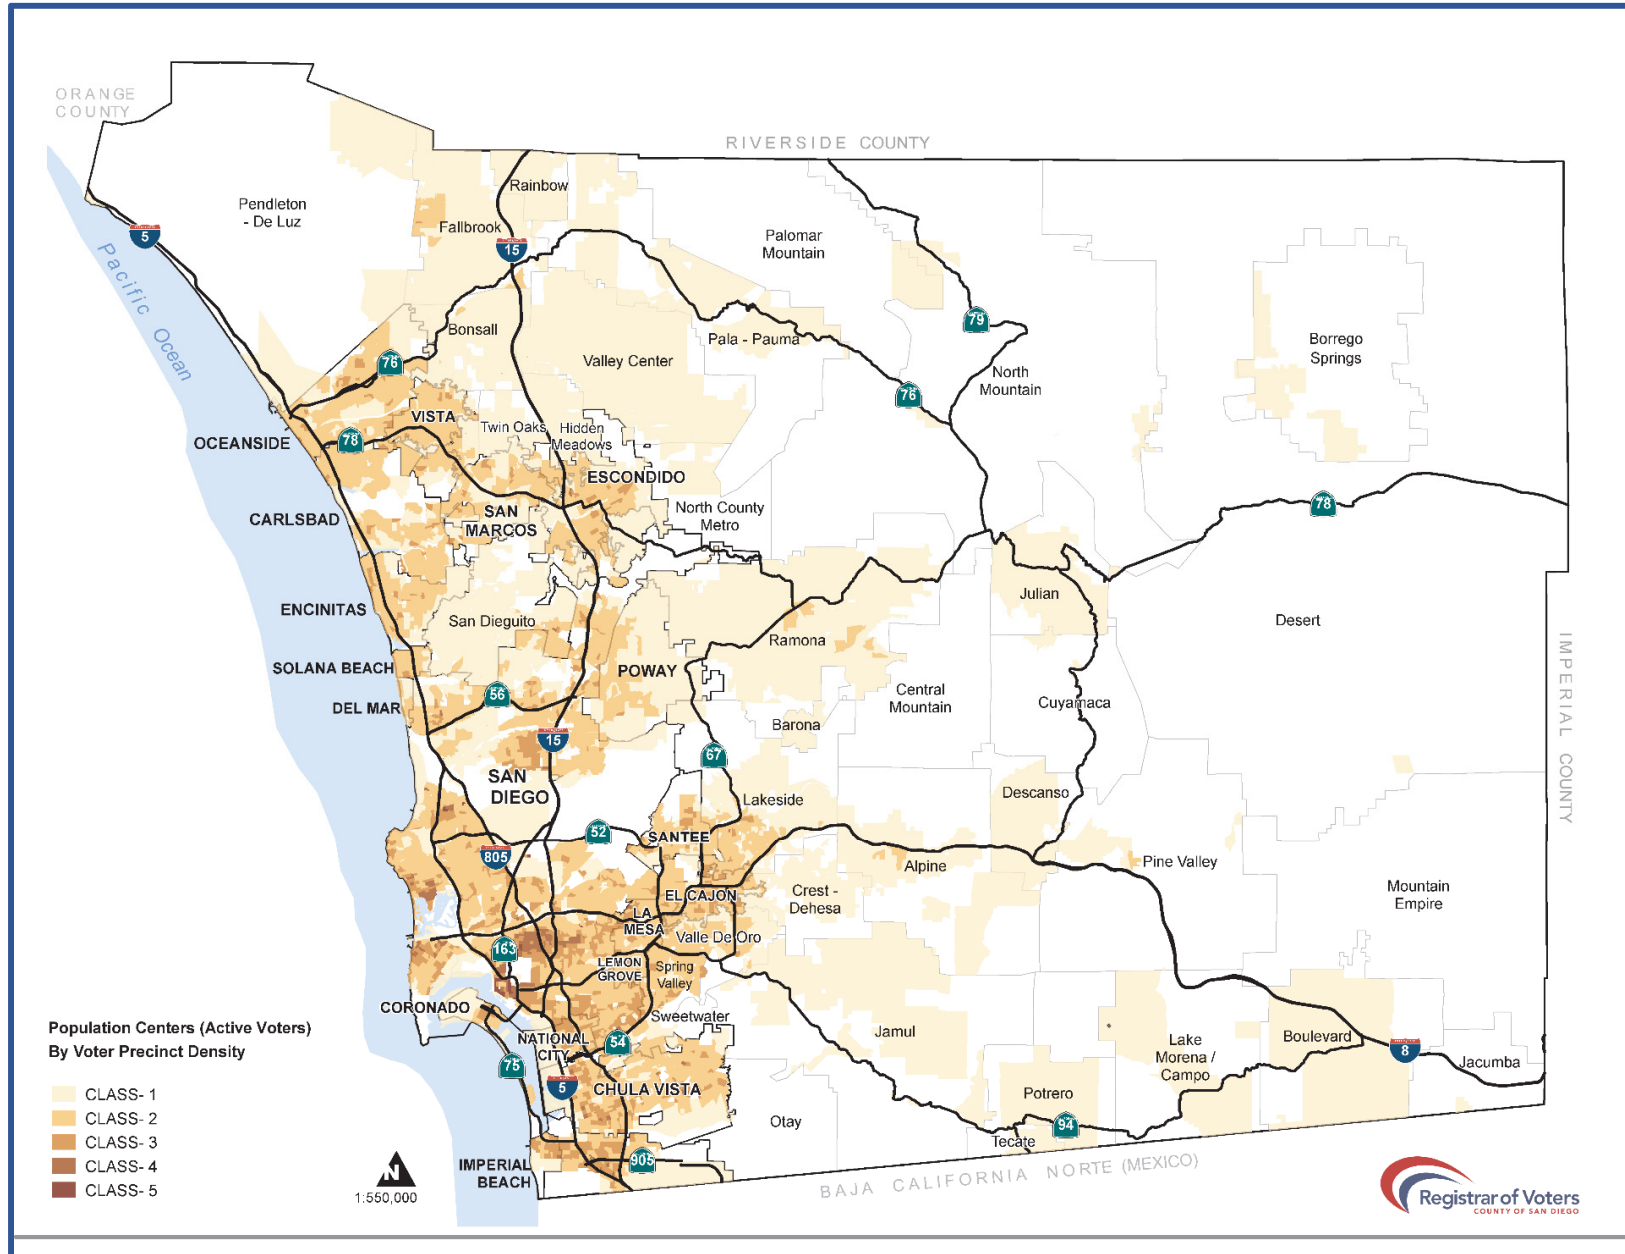 ORANGE
COUNTY
RIVERSIDE COUNTY
Rainbow
Pendleton
- De Luz
Fallbrook
5
15
Palomar
Mountain
Pacific Ocean
79
Bonsall
Pala - Pauma
Borrego
Springs
Valley Center
76
North
Mountain
76
VISTA
Twin Oaks
Hidden
Meadows
OCEANSIDE
78
ESCONDIDO
78
CARLSBAD
SAN
MARCOS
North County
Metro
Julian
ENCINITAS
San Dieguito
Desert
Ramona
SOLANA BEACH
POWAY
IMPERIAL COUNTY
56
Central
Mountain
Cuyamaca
DEL MAR
Barona
15
67
SAN
DIEGO
Lakeside
Descanso
52
SANTEE
805
Alpine
Pine Valley
EL CAJON
Crest -
Dehesa
Mountain
Empire
LA
MESA
Valle De Oro
163
LEMON
GROVE
Spring
Valley
CORONADO
Sweetwater
NATIONAL
CITY
54
Jamul
Lake
Morena /
Campo
Boulevard
8
Jacumba
75
5
CHULA VISTA
Potrero
Otay
94
Tecate
905
IMPERIAL
BEACH
BAJA CALIFORNIA NORTE (MEXICO)
Population Centers (Active Voters)
By Voter Precinct Density
CLASS- 1
CLASS- 2
CLASS- 3
CLASS- 4
CLASS- 5
N
1:550,000
Registrar of Voters
COUNTY OF SAN DIEGO